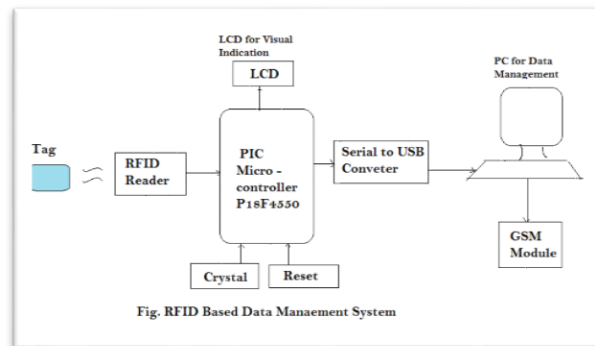 LCD for Visual
Indication
LCD
PC for Data
Management
Tag
RFID
Reader
PIC
Micro -
controller
P18F4550
Serial to USB
Conveter
GSM
Module
Crystal
Reset
Fig. RFID Based Data Manaement System